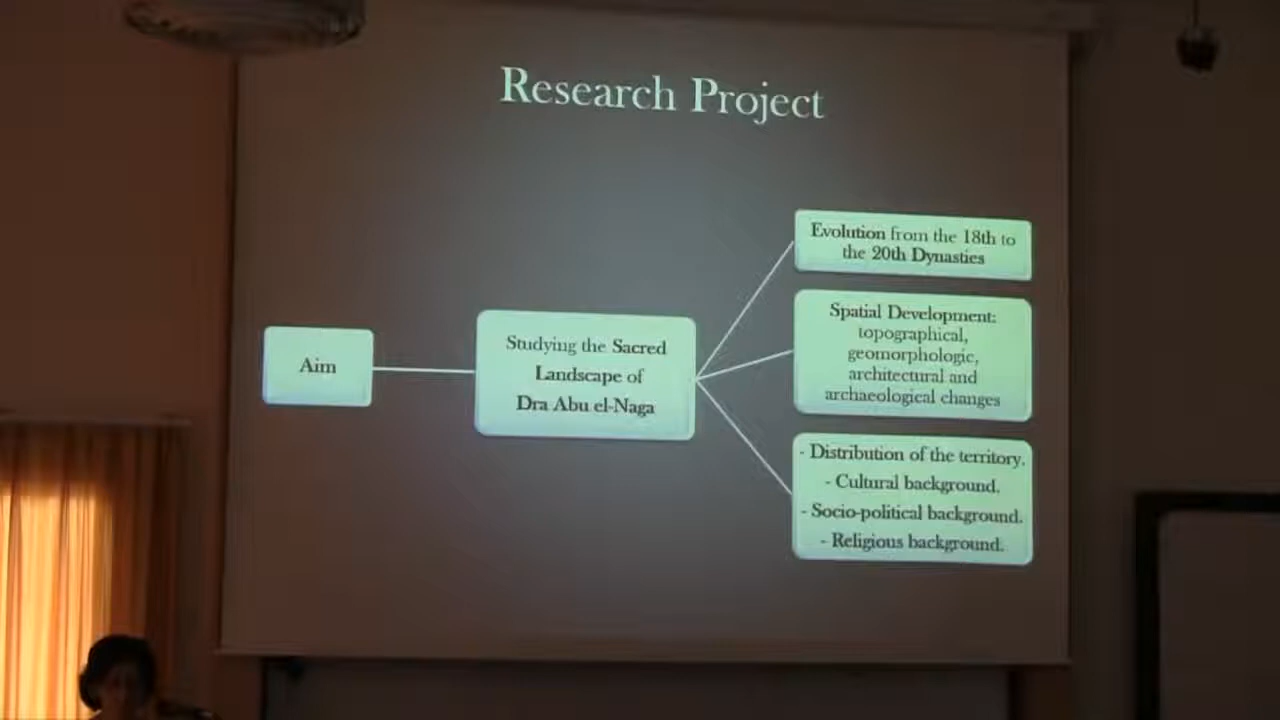 Research Project
Aim
Studying the Sacred
Landscape of
Dra Abu el-Naga
Evolution from the 18th to
the 20th Dynasties
Spatial Development:
topographical,
geomorphologic,
architectural and
archaeological changes
- Distribution of the territory.
- Cultural background.
- Socio-political background.
- Religious background.